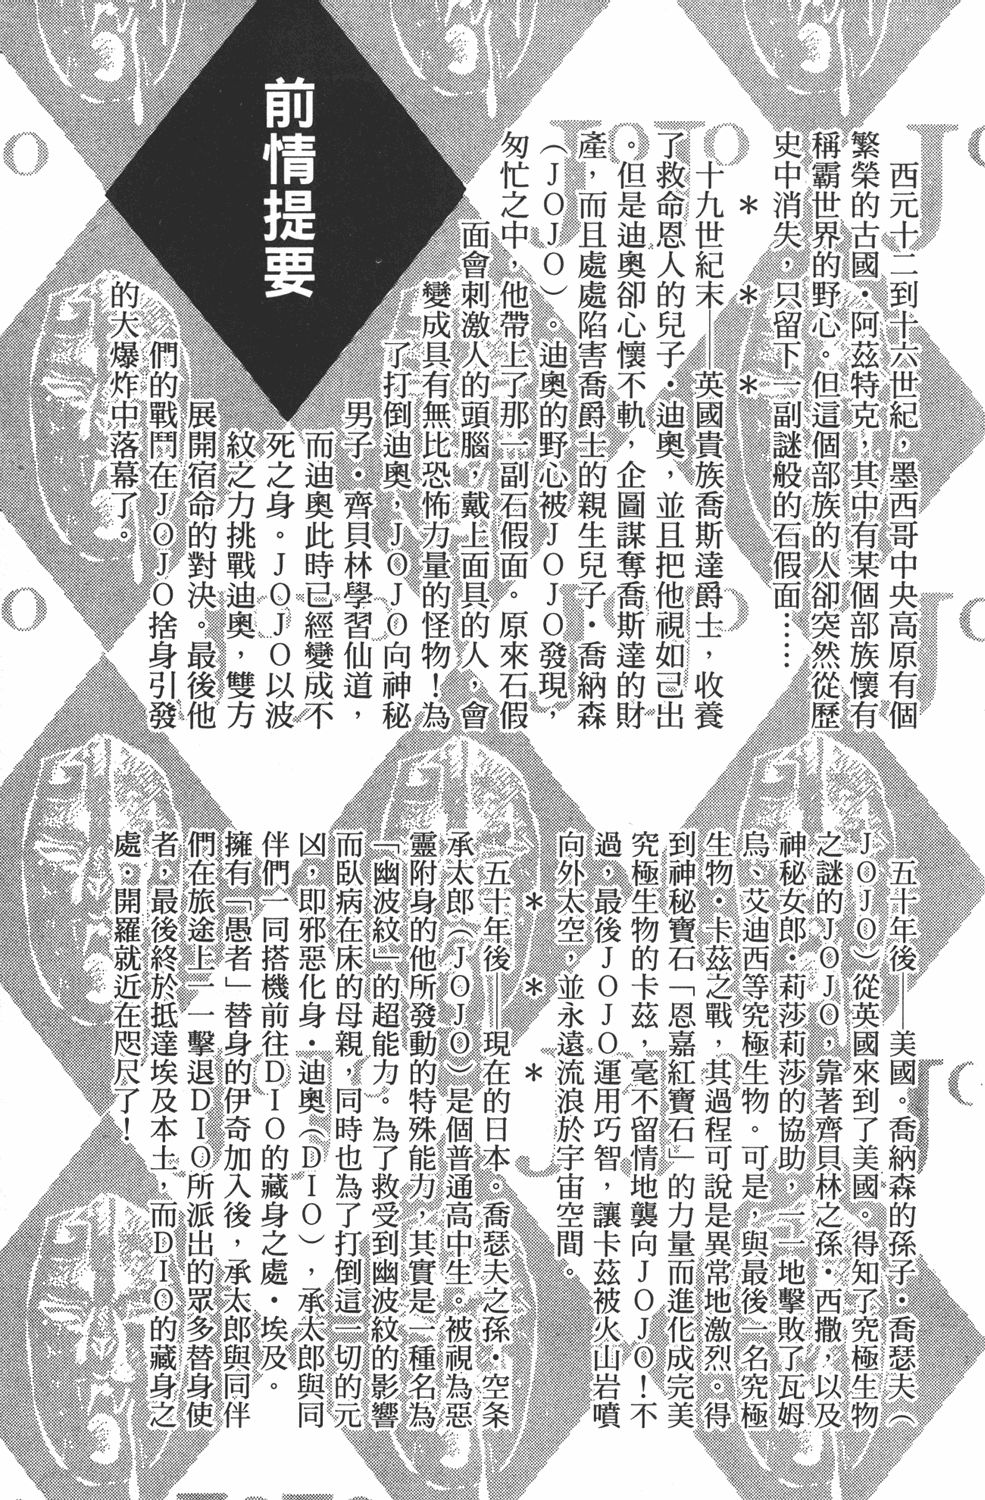 前情提要
西元十二到十六世紀，墨西哥中央高原有個
繁榮的古國・阿茲特克，其中有某個部族懷有
稱霸世界的野心。但這個部族的人卻突然從歷
史中消失，只留下一副謎般的石假面……
＊　＊　＊
十九世紀末——英國貴族喬斯達爵士，收養
了救命恩人的兒子・迪奧，並且把他視如己出
。但是迪奧卻心懷不軌，企圖謀奪喬斯達的財
產，而且處處陷害喬爵士的親生兒子・喬納森
（ＪＯＪＯ）。迪奧的野心被ＪＯＪＯ發現，
匆忙之中，他帶上了那一副石假面。原來石假
面會刺激人的頭腦，戴上面具的人，會
變成具有無比恐怖力量的怪物！為
了打倒迪奧，ＪＯＪＯ向神秘
男子・齊貝林學習仙道，
而迪奧此時已經變成不
死之身。ＪＯＪＯ以波
紋之力挑戰迪奧，雙方
展開宿命的對決。最後他
們的戰鬥在ＪＯＪＯ捨身引發
的大爆炸中落幕了。
五十年後——美國。喬納森的孫子・喬瑟夫（
ＪＯＪＯ）從英國來到了美國。得知了究極生物
之謎的ＪＯＪＯ，靠著齊貝林之孫・西撒，以及
神秘女郎・莉莎莉莎的協助，一一地擊敗了瓦姆
烏、艾迪西等究極生物。可是，與最後一名究極
生物・卡茲之戰，其過程可說是異常地激烈。得
到神秘寶石「恩嘉紅寶石」的力量而進化成完美
究極生物的卡茲，毫不留情地襲向ＪＯＪＯ！不
過，最後ＪＯＪＯ運用巧智，讓卡茲被火山岩噴
向外太空，並永遠流浪於宇宙空間。
＊　＊　＊
五十年後——現在的日本。喬瑟夫之孫・空条
承太郎（ＪＯＪＯ）是個普通高中生。被視為惡
靈附身的他所發動的特殊能力，其實是一種名為
「幽波紋」的超能力。為了救受到幽波紋的影響
而臥病在床的母親，同時也為了打倒這一切的元
凶，即邪惡化身・迪奧（ＤＩＯ），承太郎與同
伴們一同搭機前往ＤＩＯ的藏身之處・埃及。
擁有「愚者」替身的伊奇加入後，承太郎與同伴
們在旅途上一一擊退ＤＩＯ所派出的眾多替身使
者，最後終於抵達埃及本土，而ＤＩＯ的藏身之
處・開羅就近在咫尺了！